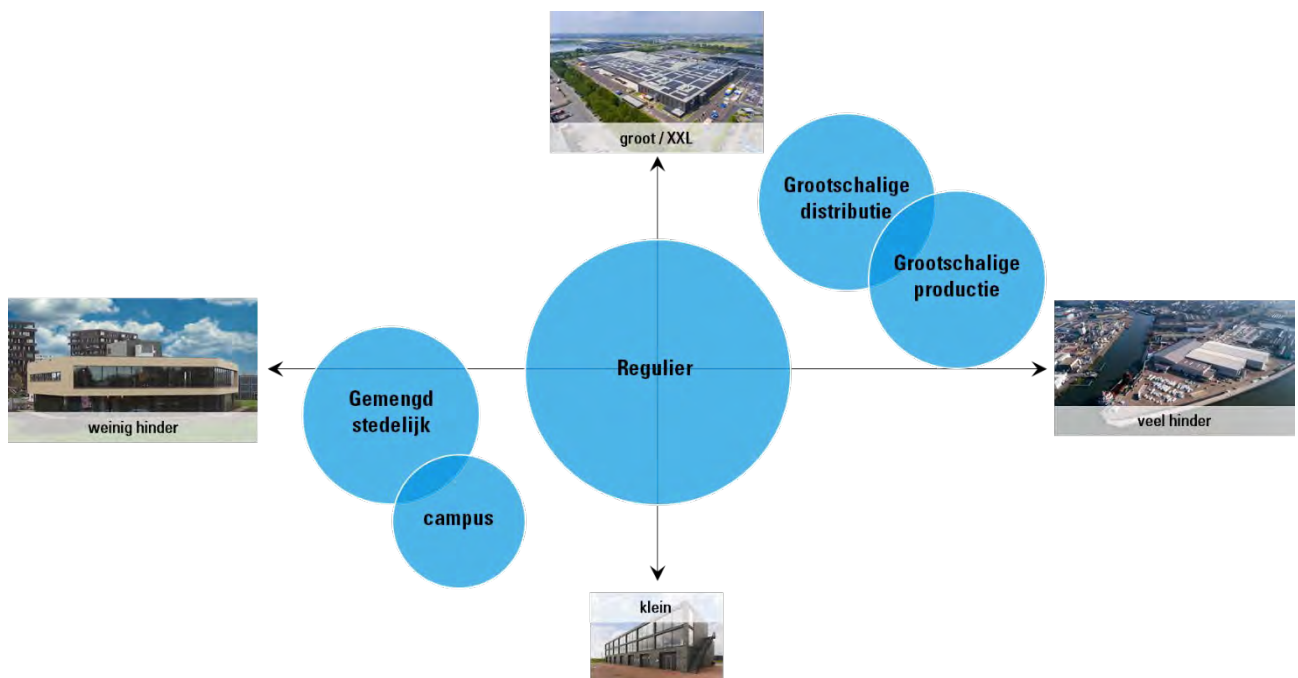 groot / XXL
Grootschalige
distributie
Grootschalige
productie
Regulier
weinig hinder
Gemengd
stedelijk
veel hinder
campus
klein